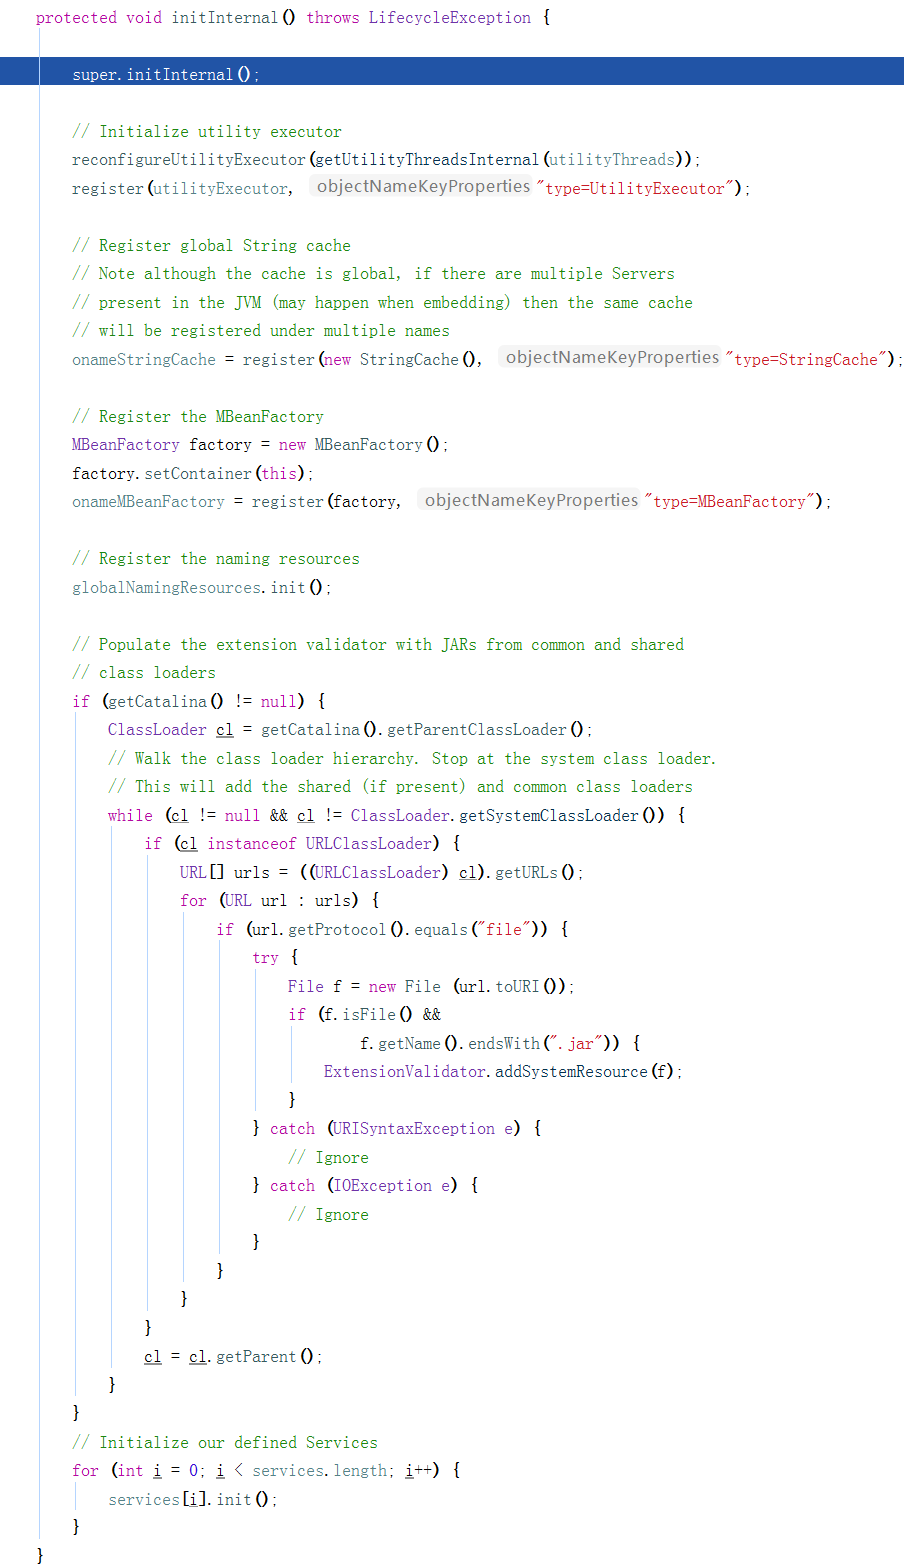 protected void initInternal() throws LifecycleException {
super.initInternal();
// Initialize utility executor
reconfigureUtilityExecutor(getUtilityThreadsInternal(utilityThreads));
register(utilityExecutor, objectNameKeyProperties "type=UtilityExecutor");
// Register global String cache
// Note although the cache is global, if there are multiple Servers
// present in the JVM (may happen when embedding) then the same cache
// will be registered under multiple names
onameStringCache = register(new StringCache(), objectNameKeyProperties "type=StringCache");
// Register the MBeanFactory
MBeanFactory factory = new MBeanFactory();
factory.setContainer(this);
onameMBeanFactory = register(factory, objectNameKeyProperties "type=MBeanFactory");
// Register the naming resources
globalNamingResources.init();
// Populate the extension validator with JARs from common and shared
// class loaders
if (getCatalina() != null) {
ClassLoader cl = getCatalina().getParentClassLoader();
// Walk the class loader hierarchy. Stop at the system class loader.
// This will add the shared (if present) and common class loaders
while (cl != null && cl != ClassLoader.getSystemClassLoader()) {
if (cl instanceof URLClassLoader) {
URL[] urls = ((URLClassLoader) cl).getURLs();
for (URL url : urls) {
if (url.getProtocol().equals("file")) {
try {
File f = new File (url.toURI());
if (f.isFile() &&
f.getName().endsWith(".jar")) {
ExtensionValidator.addSystemResource(f);
}
} catch (URISyntaxException e) {
// Ignore
} catch (IOException e) {
// Ignore
}
}
}
}
cl = cl.getParent();
}
}
// Initialize our defined Services
for (int i = 0; i < services.length; i++) {
services[i].init();
}
}